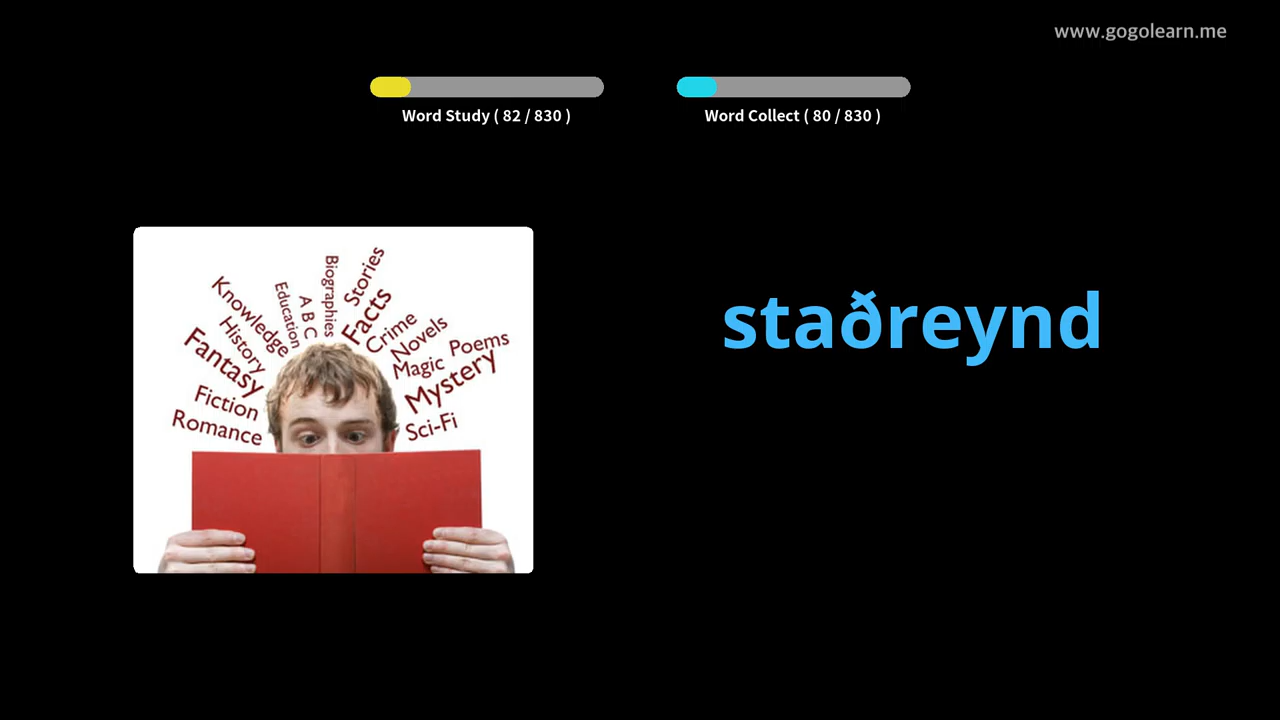 www.gogolearn.me
Word Study ( 82 / 830 )
Word Collect ( 80 / 830 )
staðreynd
Knowledge
History
Fantasy
Fiction
Romance
Education
A B C
Biographies
Stories
Facts
Crime
Novels
Magic
Poems
Mystery
Sci-Fi